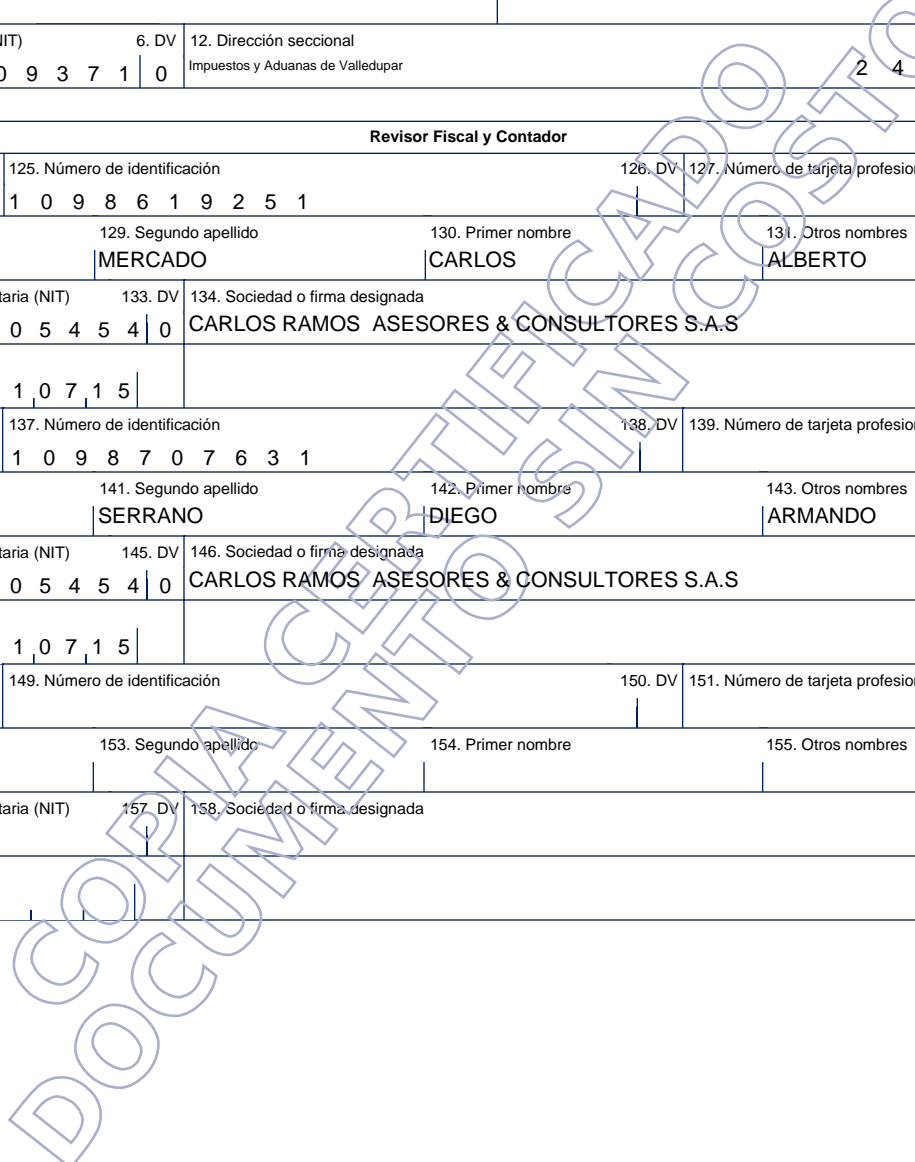 IIT) 6. DV 12. Dirección seccional
0 9 3 7 1 0 Impuestos y Aduanas de Valledupar 2 4
Revisor Fiscal y Contador
125. Número de identificación 126. DV 127. Número de tarjeta profesion
1 0 9 8 6 1 9 2 5 1
129. Segundo apellido 130. Primer nombre 131. Otros nombres
MERCADO CARLOS ALBERTO
taria (NIT) 133. DV 134. Sociedad o firma designada
0 5 4 5 4 0 CARLOS RAMOS ASESORES & CONSULTORES S.A.S
1 0 7 1 5
137. Número de identificación 138. DV 139. Número de tarjeta profesion
1 0 9 8 7 0 7 6 3 1
141. Segundo apellido 142. Primer nombre 143. Otros nombres
SERRANO DIEGO ARMANDO
taria (NIT) 145. DV 146. Sociedad o firma designada
0 5 4 5 4 0 CARLOS RAMOS ASESORES & CONSULTORES S.A.S
1 0 7 1 5
149. Número de identificación 150. DV 151. Número de tarjeta profesion
153. Segundo apellido 154. Primer nombre 155. Otros nombres
taria (NIT) 157. DV 158. Sociedad o firma designada
COPIA CERTIFICADO
DOCUMENTO SIN COSTO